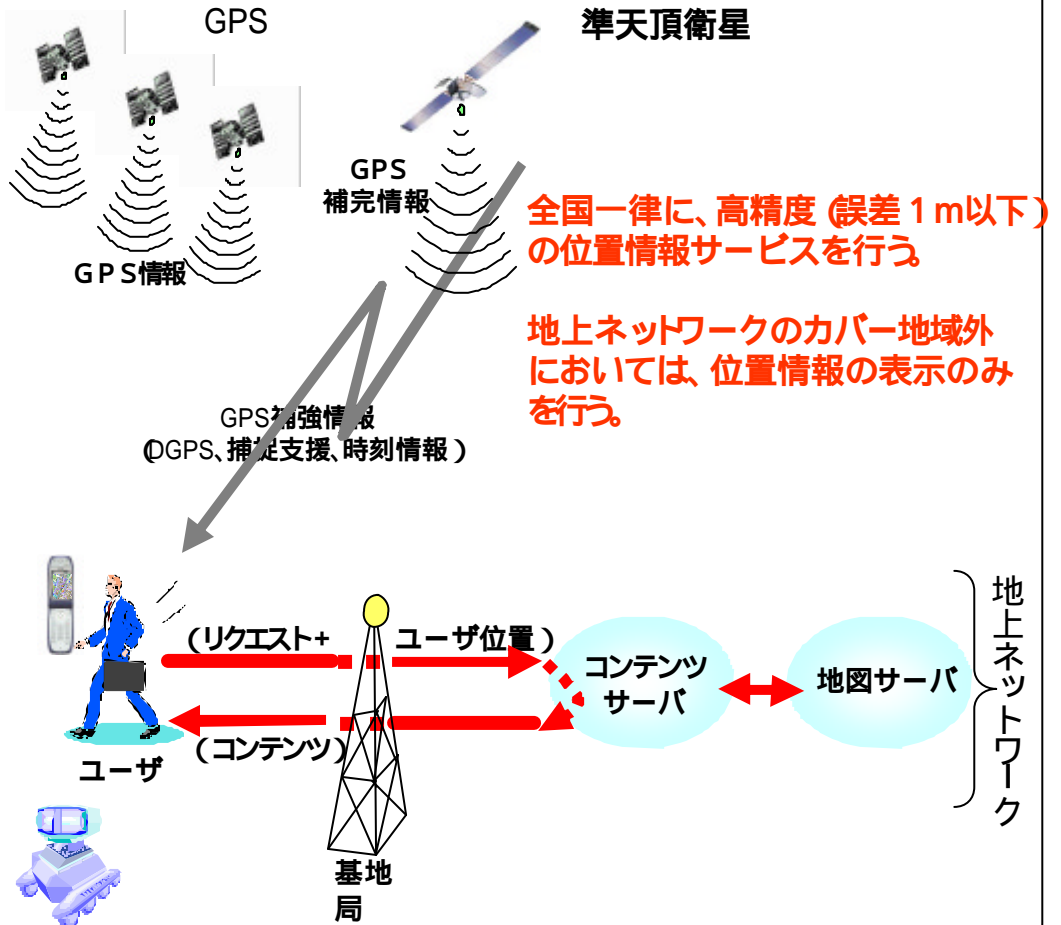 GPS
準天頂衛星
GPS
補完情報
GPS情報
全国一律に、高精度(誤差1m以下)
の位置情報サービスを行う。
地上ネットワークのカバー地域外
においては、位置情報の表示のみ
を行う。
GPS補強情報
(DGPS、捕捉支援、時刻情報)
(リクエスト+ ユーザ位置)
コンテンツ
サーバ
地図サーバ
地上ネットワーク
(コンテンツ)
ユーザ
基地
局